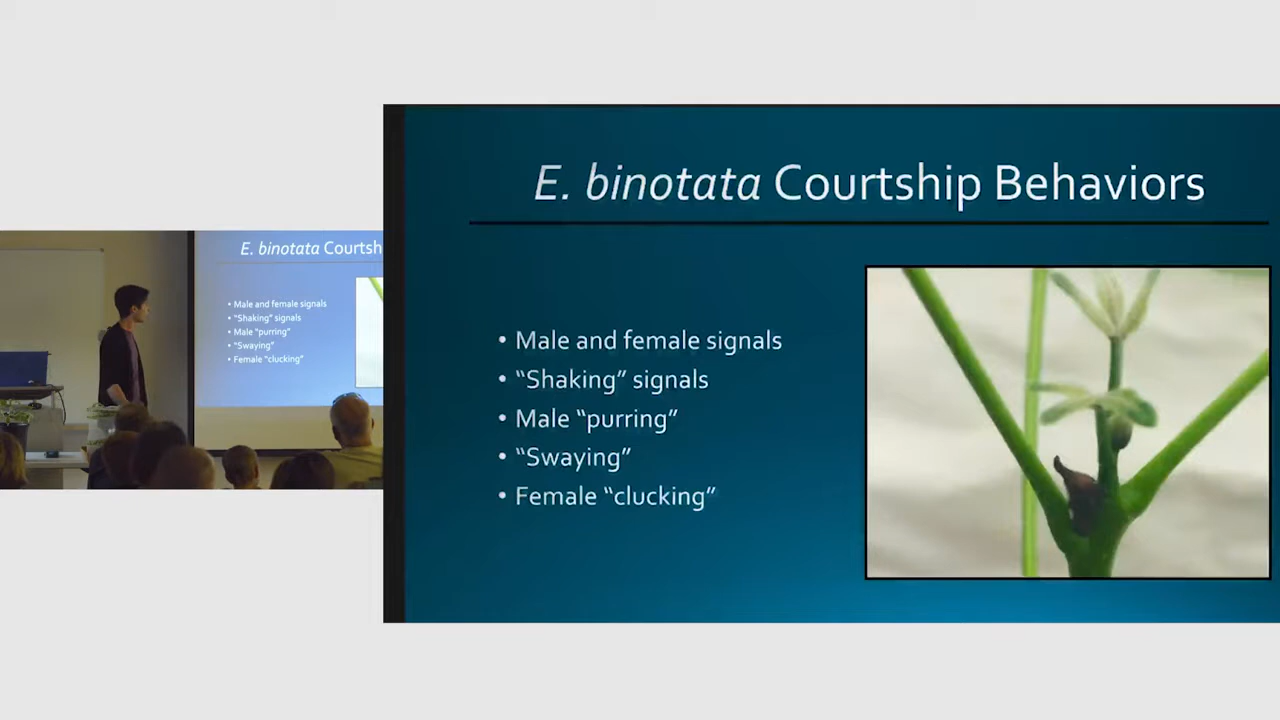 E. binotata Courtship Behaviors
• Male and female signals
• “Shaking” signals
• Male “purring”
• “Swaying”
• Female “clucking”
E. binotata Courtsh
• Male and female signals
• “Shaking” signals
• Male “purring”
• “Swaying”
• Female “clucking”